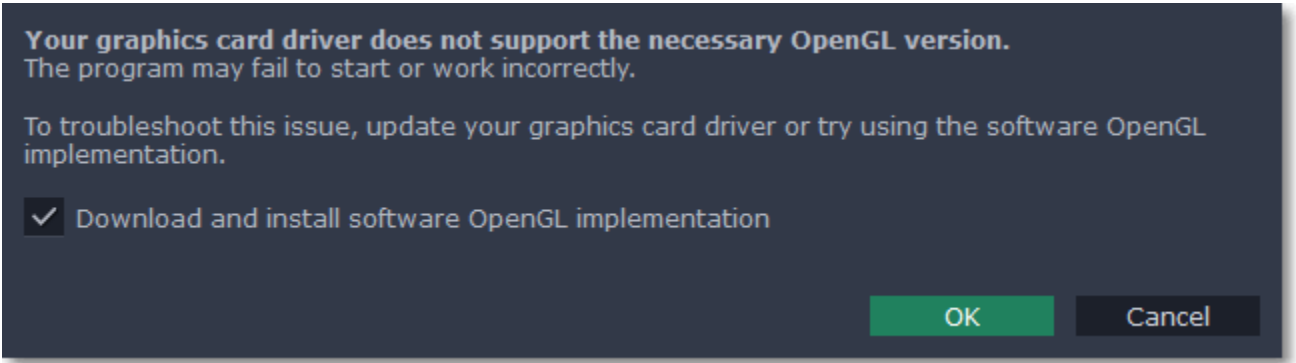 Your graphics card driver does not support the necessary OpenGL version.
The program may fail to start or work incorrectly.
To troubleshoot this issue, update your graphics card driver or try using the software OpenGL
implementation.
Download and install software OpenGL implementation
OK
Cancel